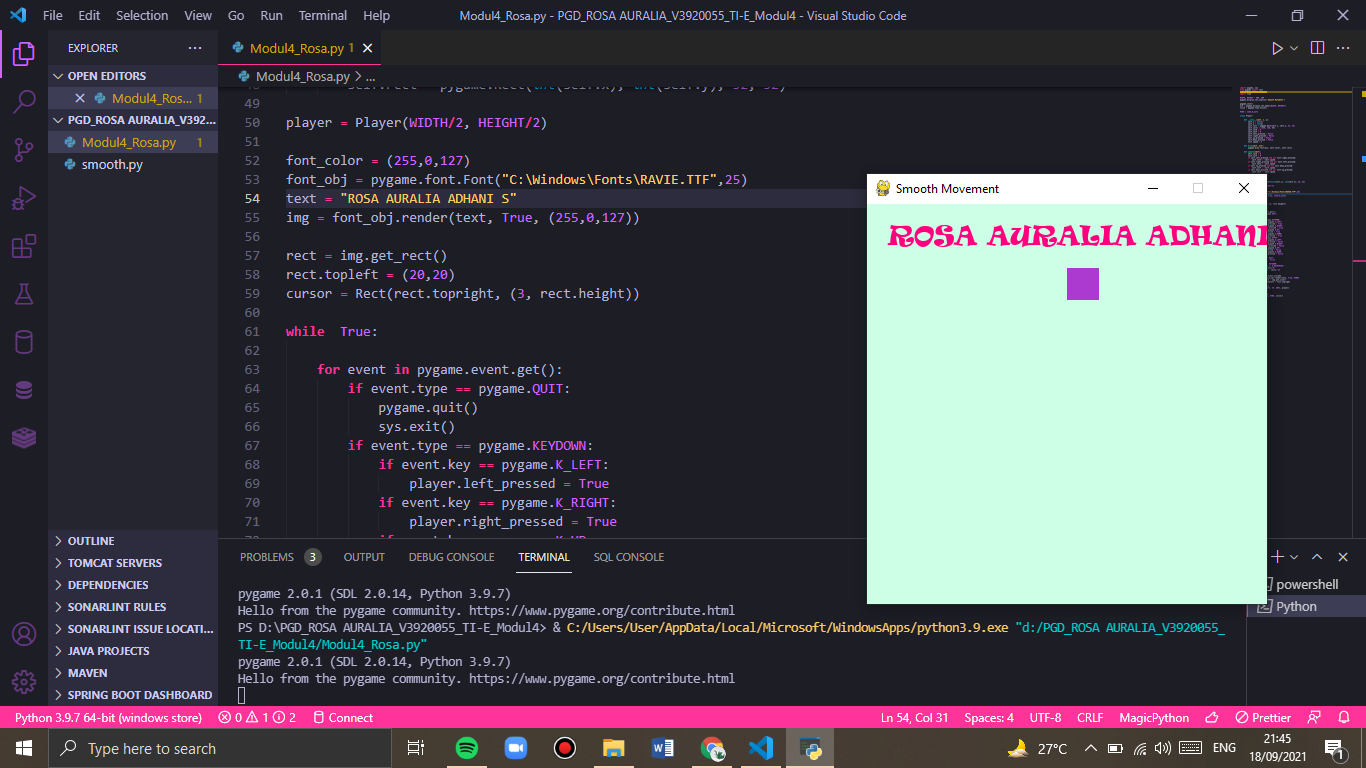 File Edit Selection View Go Run Terminal Help
Modul4_Rosa.py - PGD_ROSA AURALIA_V3920055_TI-E_Modul4 - Visual Studio Code
EXPLORER
OPEN EDITORS
Modul4_Ros... 1
PGD_ROSA AURALIA_V392...
Modul4_Rosa.py 1
smooth.py
OUTLINE
TOMCAT SERVERS
DEPENDENCIES
SONARLINT RULES
SONARLINT ISSUE LOCATI...
JAVA PROJECTS
MAVEN
SPRING BOOT DASHBOARD
Modul4_Rosa.py 1
Modul4_Rosa.py > ...
49
50 player = Player(WIDTH/2, HEIGHT/2)
51
52 font_color = (255,0,127)
53 font_obj = pygame.font.Font("C:\Windows\Fonts\RAVIE.TTF",25)
54 text = "ROSA AURALIA ADHANI S"
55 img = font_obj.render(text, True, (255,0,127))
56
57 rect = img.get_rect()
58 rect.topleft = (20,20)
59 cursor = Rect(rect.topright, (3, rect.height))
60
61 while  True:
62
63 for event in pygame.event.get():
64 if event.type == pygame.QUIT:
65 pygame.quit()
66 sys.exit()
67 if event.type == pygame.KEYDOWN:
68 if event.key == pygame.K_LEFT:
69 player.left_pressed = True
70 if event.key == pygame.K_RIGHT:
71 player.right_pressed = True
Smooth Movement
ROSA AURALIA ADHANI
PROBLEMS 3 OUTPUT DEBUG CONSOLE TERMINAL SQL CONSOLE
pygame 2.0.1 (SDL 2.0.14, Python 3.9.7)
Hello from the pygame community. https://www.pygame.org/contribute.html
PS D:\PGD_ROSA AURALIA_V3920055_TI-E_Modul4> & C:/Users/User/AppData/Local/Microsoft/WindowsApps/python3.9.exe "d:/PGD_ROSA AURALIA_V3920055_
TI-E_Modul4/Modul4_Rosa.py"
pygame 2.0.1 (SDL 2.0.14, Python 3.9.7)
Hello from the pygame community. https://www.pygame.org/contribute.html
powershell
Python
Python 3.9.7 64-bit (windows store) 0 1 2 Connect
Ln 54, Col 31 Spaces: 4 UTF-8 CRLF MagicPython Prettier
Type here to search
27°C ENG
21:45
18/09/2021
1